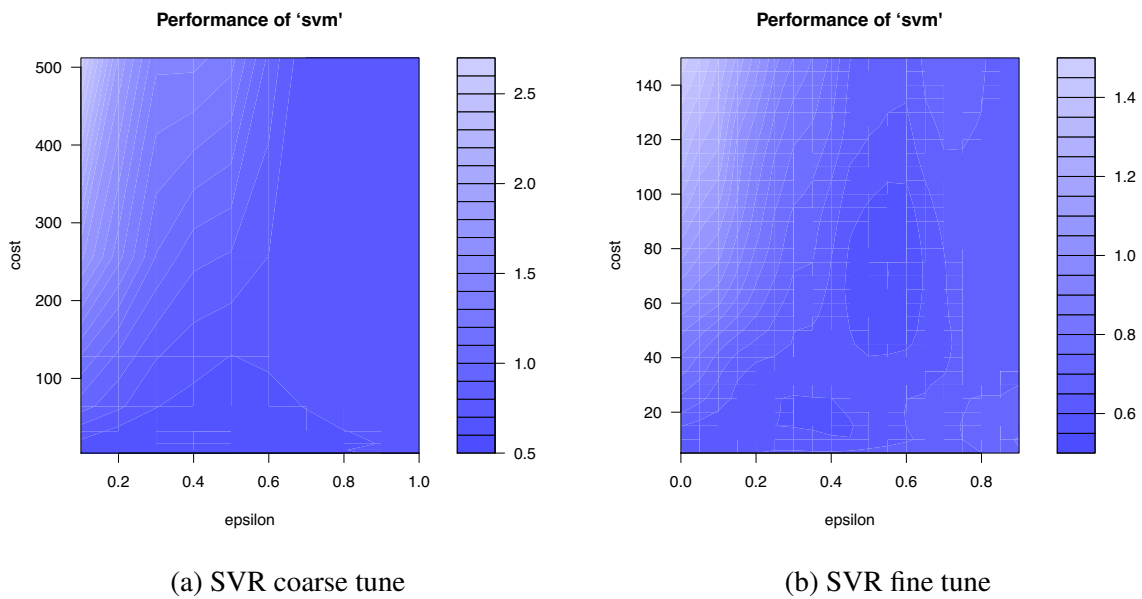 Performance of ‘svm'
500
400
300
200
100
cost
0.2 0.4 0.6 0.8 1.0
epsilon
2.5
2.0
1.5
1.0
0.5
(a) SVR coarse tune
Performance of ‘svm'
140
120
100
80
60
40
20
cost
0.0 0.2 0.4 0.6 0.8
epsilon
1.4
1.2
1.0
0.8
0.6
(b) SVR fine tune